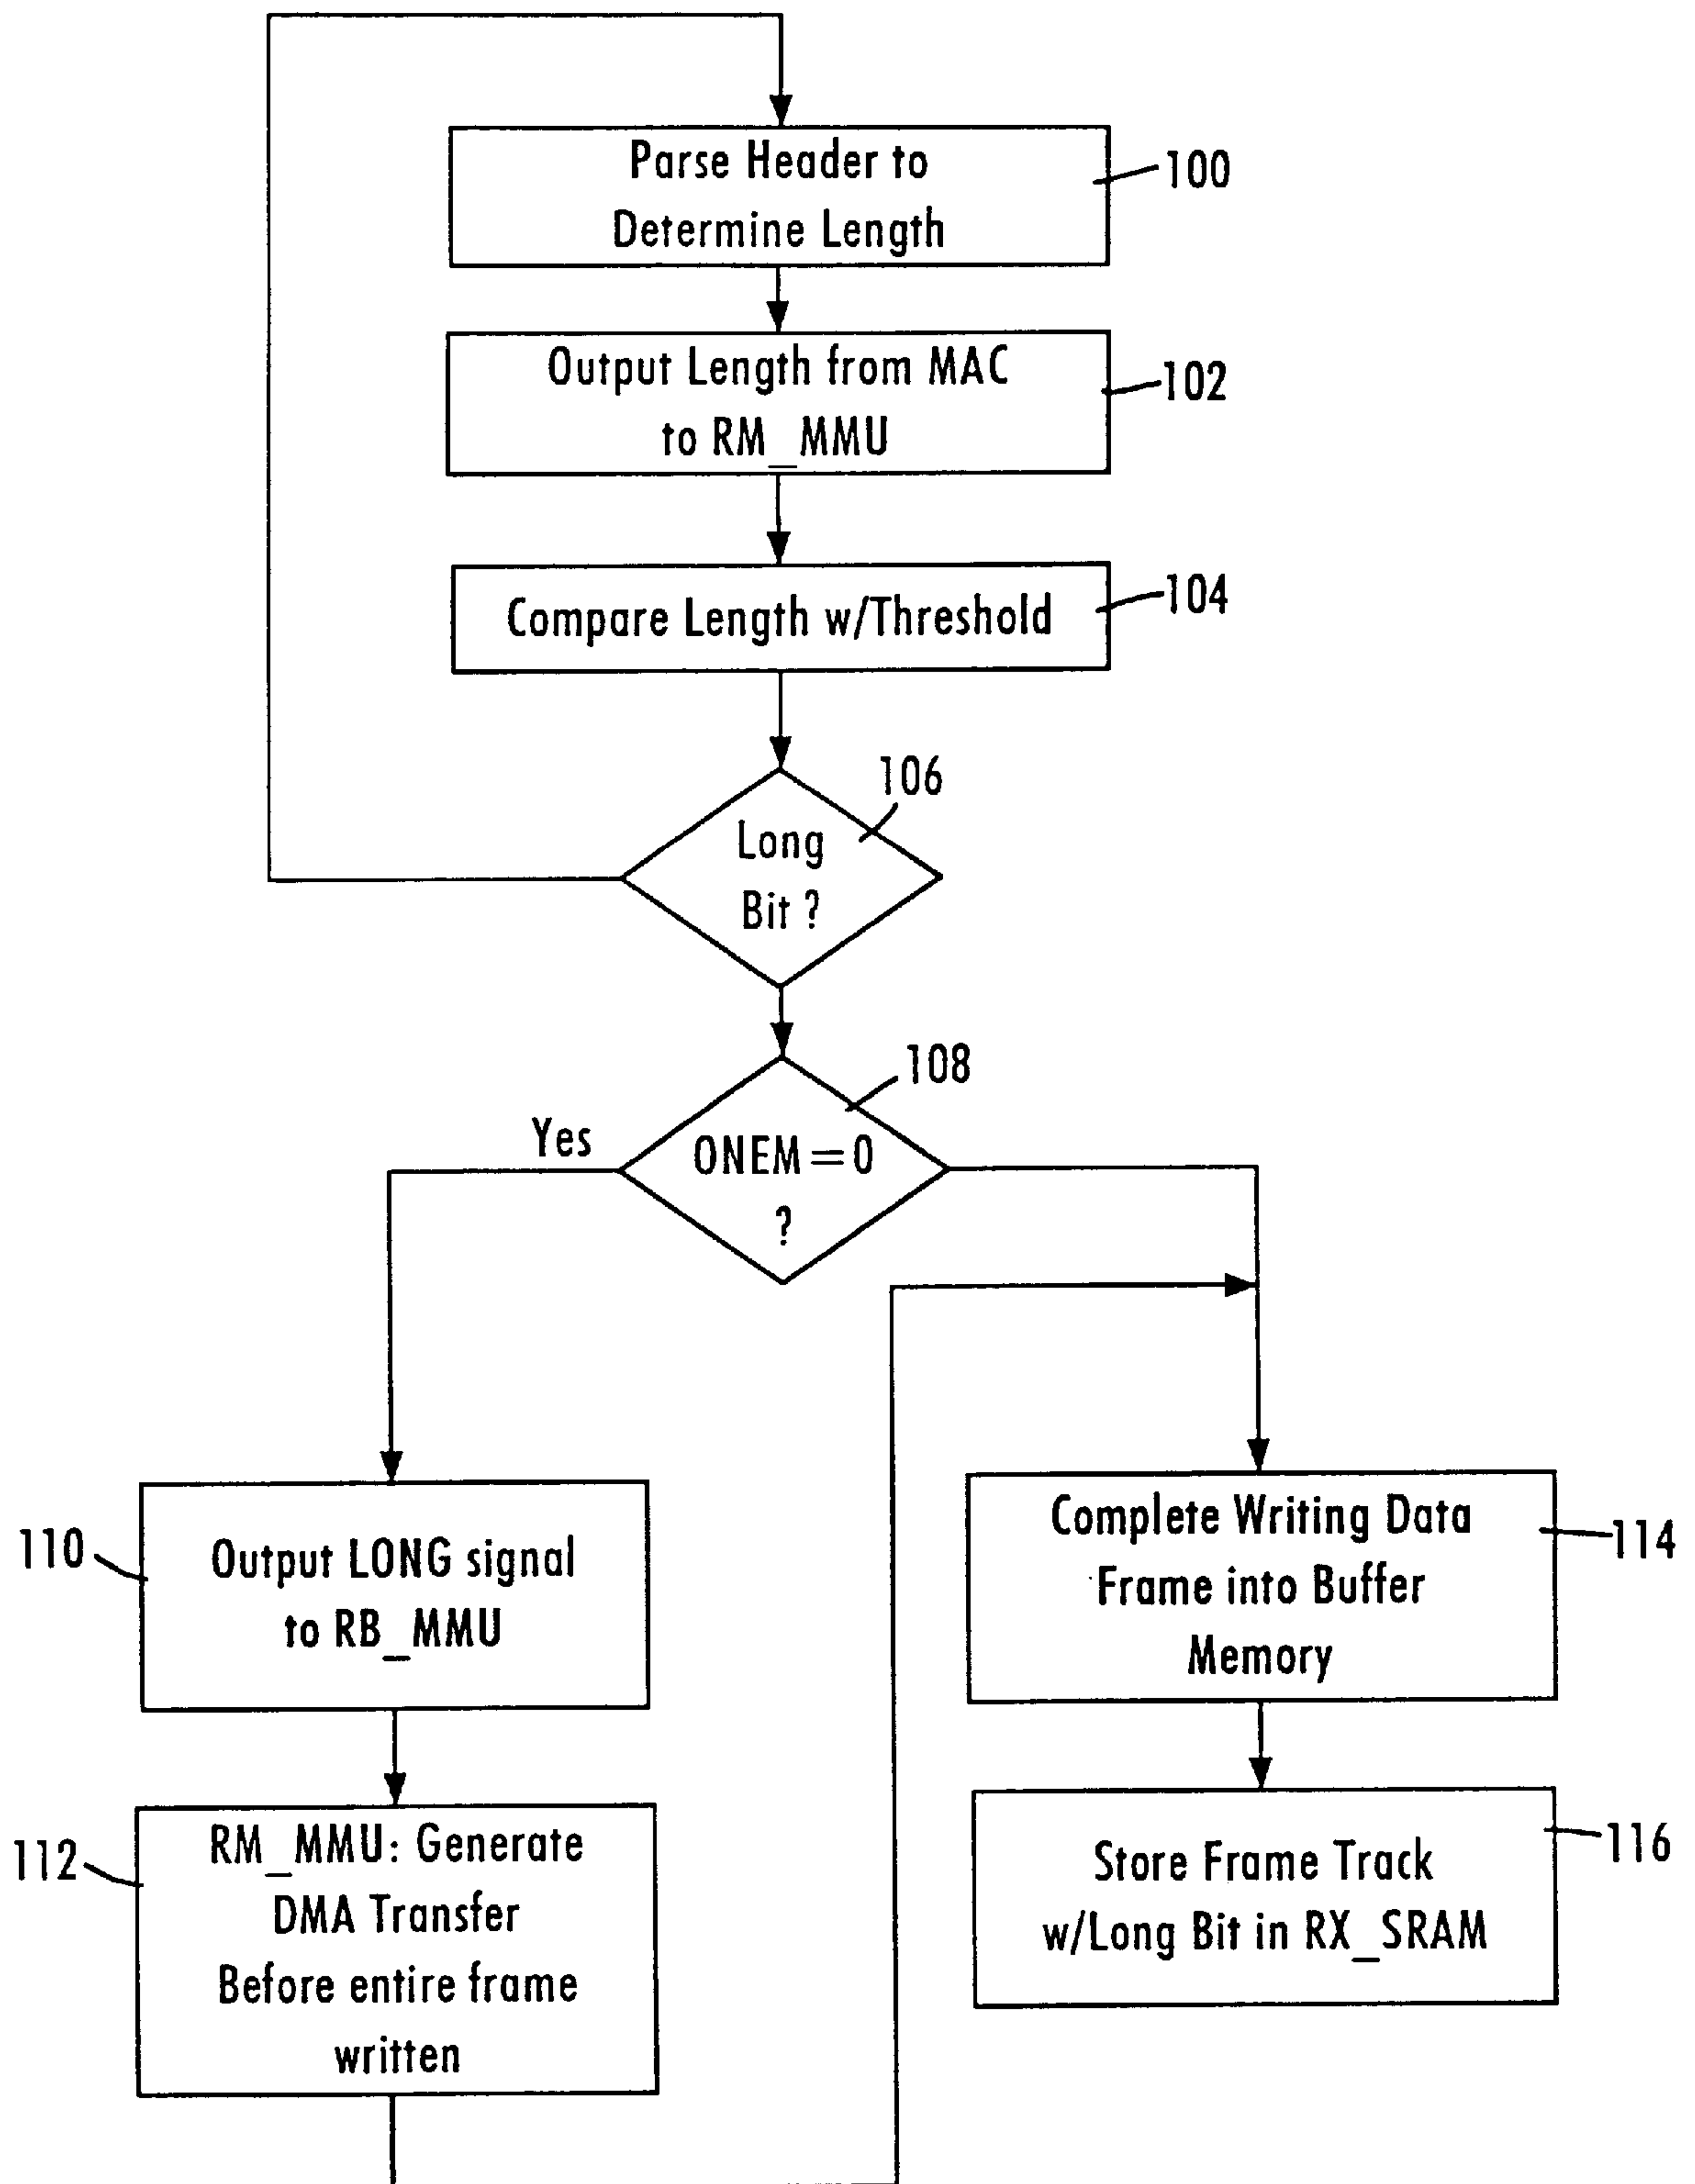 Parse Header to
Determine Length
100
Output Length from MAC
to RM_MMU
102
Compare Length w/Threshold
104
106
Long
Bit ?
108
Yes
ONEM = 0
?
110
Output LONG signal
to RB_MMU
Complete Writing Data
Frame into Buffer
Memory
114
112
RM_MMU: Generate
DMA Transfer
Before entire frame
written
Store Frame Track
w/Long Bit in RX_SRAM
116